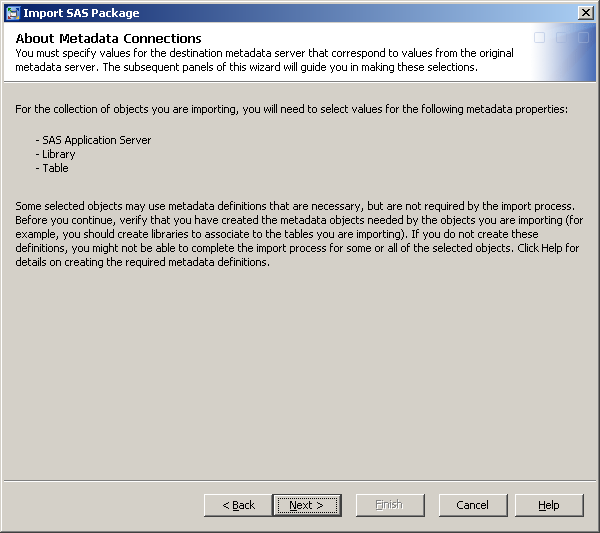 Import SAS Package
About Metadata Connections
You must specify values for the destination metadata server that correspond to values from the original
metadata server. The subsequent panels of this wizard will guide you in making these selections.
For the collection of objects you are importing, you will need to select values for the following metadata properties:
- SAS Application Server
- Library
- Table
Some selected objects may use metadata definitions that are necessary, but are not required by the import process.
Before you continue, verify that you have created the metadata objects needed by the objects you are importing (for
example, you should create libraries to associate to the tables you are importing). If you do not create these
definitions, you might not be able to complete the import process for some or all of the selected objects. Click Help for
details on creating the required metadata definitions.
< Back Next > Finish Cancel Help